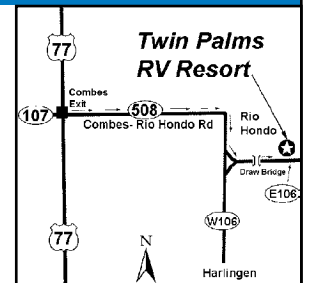 77
Twin Palms
RV Resort
Combes
Exit
107
508
Combes- Rio Hondo Rd
Rio
Hondo
Draw Bridge
E106
W106
77
N
Harlingen